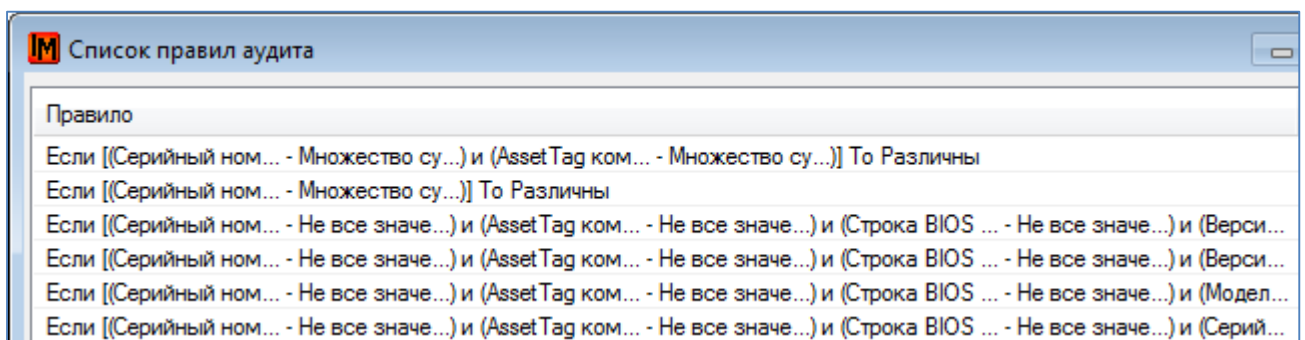 IM Список правил аудита
Правило
Если [(Серийный ном... - Множество су...) и (AssetTag ком... - Множество су...)] То Различны
Если [(Серийный ном... - Множество су...)] То Различны
Если [(Серийный ном... - Не все значе...) и (AssetTag ком... - Не все значе...) и (Строка BIOS ... - Не все значе...) и (Верси...
Если [(Серийный ном... - Не все значе...) и (AssetTag ком... - Не все значе...) и (Строка BIOS ... - Не все значе...) и (Верси...
Если [(Серийный ном... - Не все значе...) и (AssetTag ком... - Не все значе...) и (Строка BIOS ... - Не все значе...) и (Модел...
Если [(Серийный ном... - Не все значе...) и (AssetTag ком... - Не все значе...) и (Строка BIOS ... - Не все значе...) и (Серий...